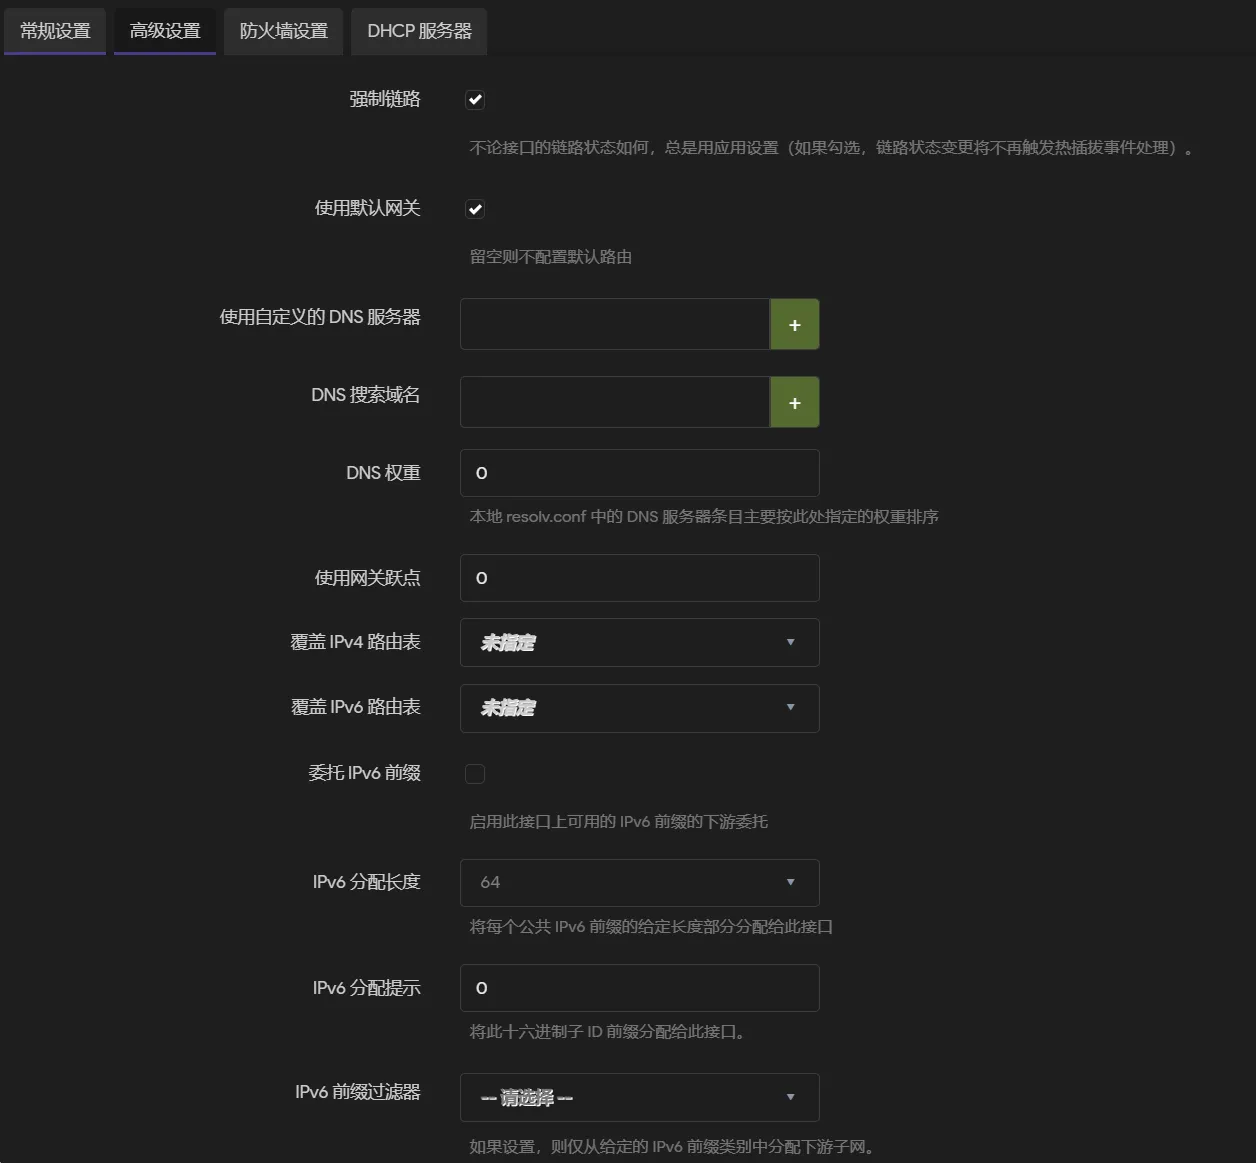 常规设置 高级设置 防火墙设置 DHCP 服务器
强制链路
不论接口的链路状态如何，总是用应用设置（如果勾选，链路状态变更将不再触发热插拔事件处理）。
使用默认网关
留空则不配置默认路由
使用自定义的 DNS 服务器 +
DNS 搜索域名 +
DNS 权重 0
本地 resolv.conf 中的 DNS 服务器条目主要按此处指定的权重排序
使用网关跃点 0
覆盖 IPv4 路由表 未指定
覆盖 IPv6 路由表 未指定
委托 IPv6 前缀
启用此接口上可用的 IPv6 前缀的下游委托
IPv6 分配长度 64
将每个公共 IPv6 前缀的给定长度部分分配给此接口
IPv6 分配提示 0
将此十六进制子 ID 前缀分配给此接口。
IPv6 前缀过滤器 -- 请选择 --
如果设置，则仅从给定的 IPv6 前缀类别中分配下游子网。